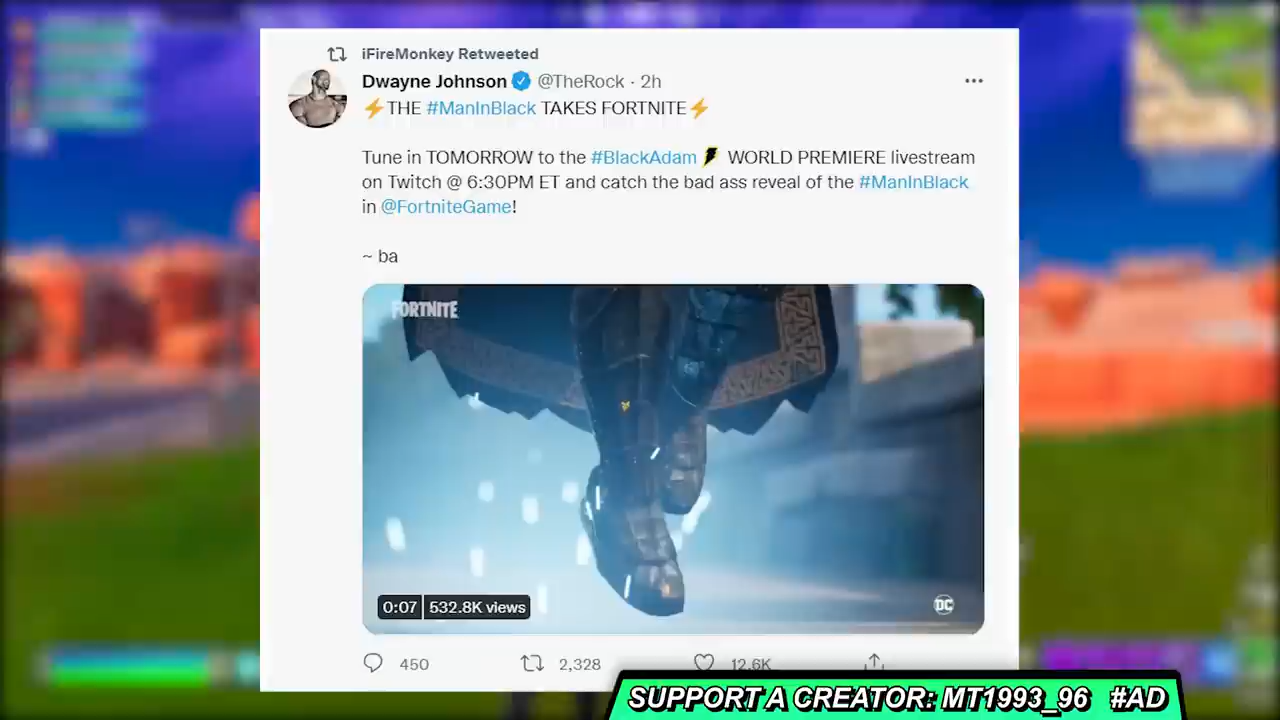 iFireMonkey Retweeted
Dwayne Johnson @TheRock · 2h
⚡THE #ManInBlack TAKES FORTNITE⚡
Tune in TOMORROW to the #BlackAdam WORLD PREMIERE livestream
on Twitch @ 6:30PM ET and catch the bad ass reveal of the #ManInBlack
in @FortniteGame!
~ ba
FORTNITE
0:07 532.8K views
DC
450 2,328 12.6K
SUPPORT A CREATOR: MT1993_96 #AD